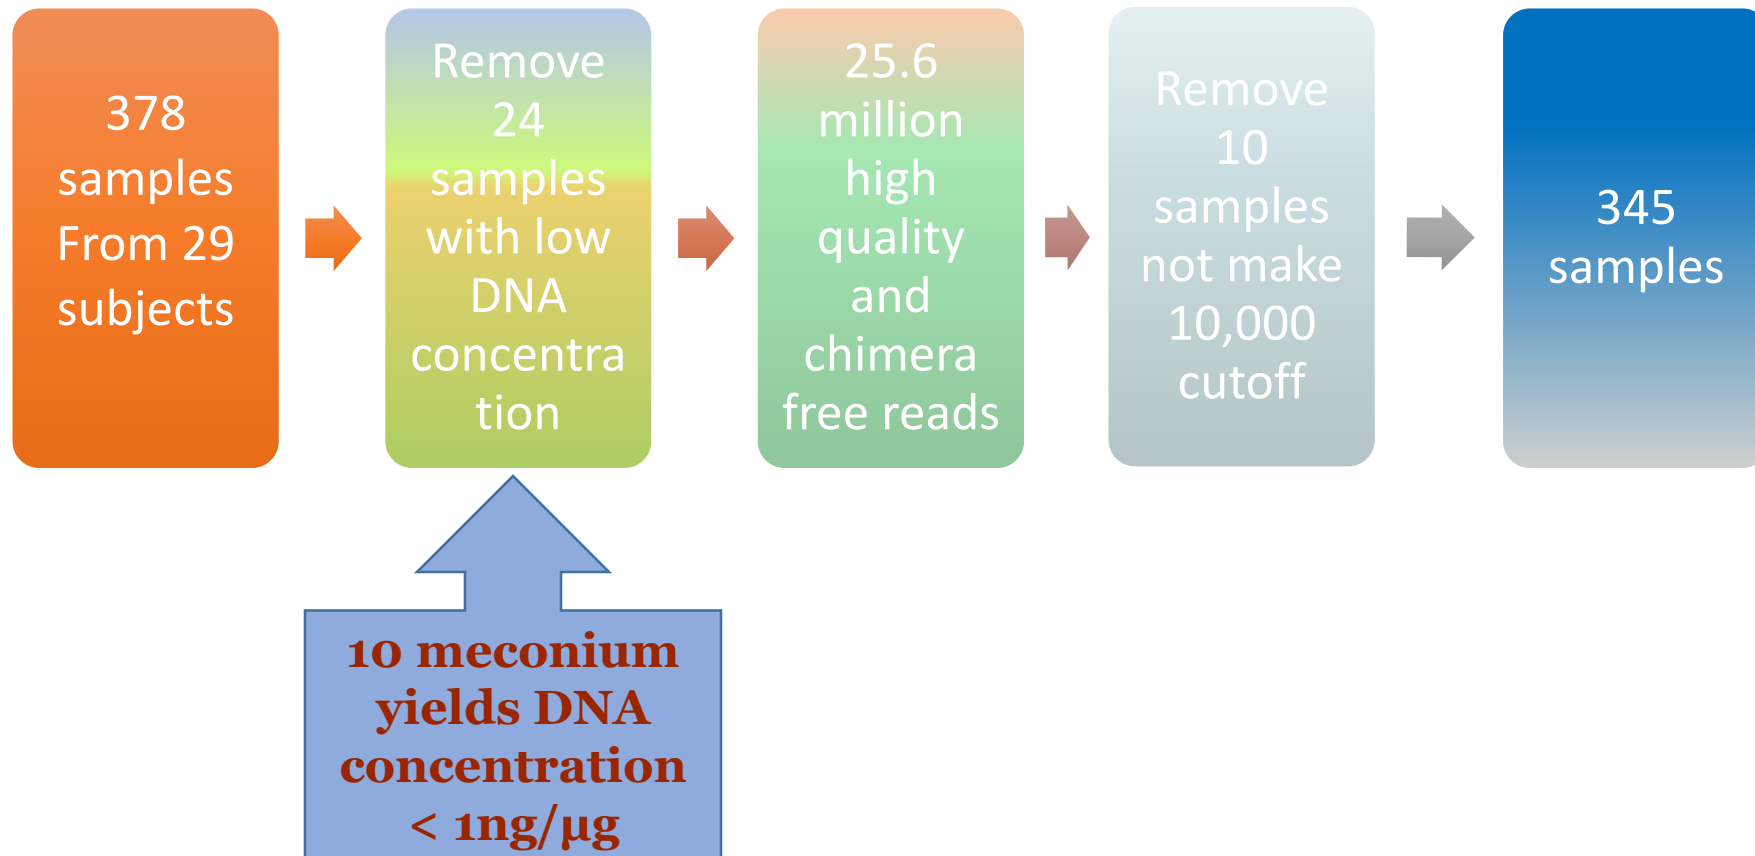 378
samples
From 29
subjects
Remove
24
samples
with low
DNA
concentra
tion
25.6
million
high
quality
and
chimera
free reads
Remove
10
samples
not make
10,000
cutoff
345
samples
10 meconium
yields DNA
concentration
< 1ng/µg